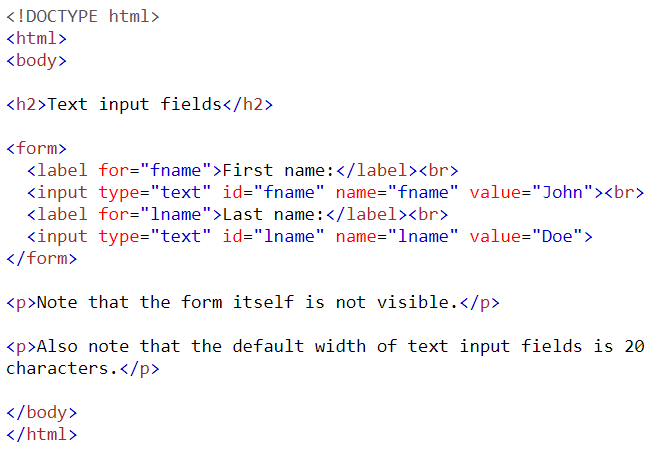 <!DOCTYPE html>
<html>
<body>

<h2>Text input fields</h2>

<form>
  <label for="fname">First name:</label><br>
  <input type="text" id="fname" name="fname" value="John"><br>
  <label for="lname">Last name:</label><br>
  <input type="text" id="lname" name="lname" value="Doe">
</form>

<p>Note that the form itself is not visible.</p>

<p>Also note that the default width of text input fields is 20
characters.</p>

</body>
</html>